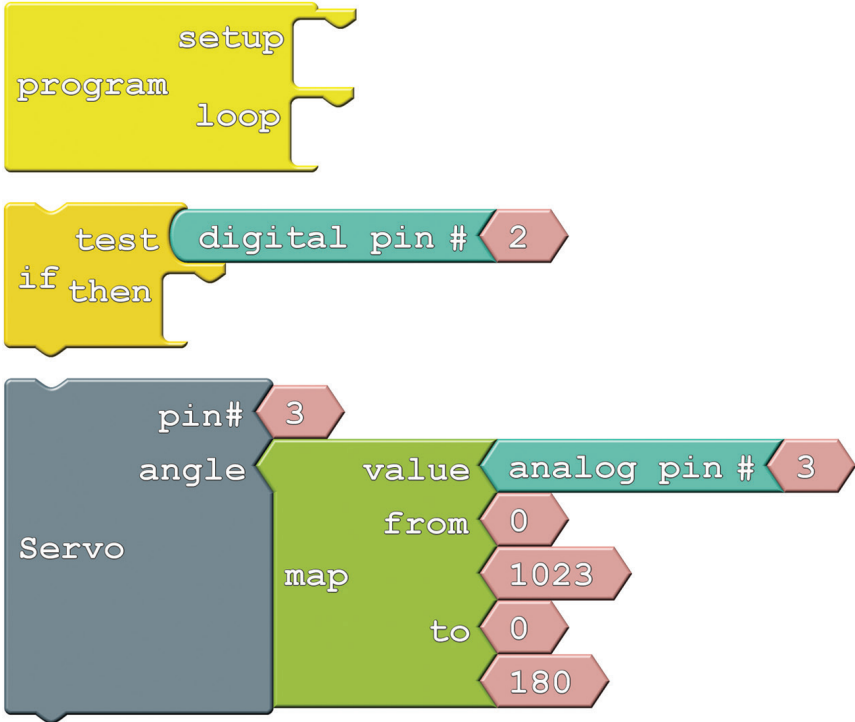 setup
program
loop
test digital pin # 2
if then
pin# 3
angle value analog pin # 3
from 0
Servo
map 1023
to 0
180